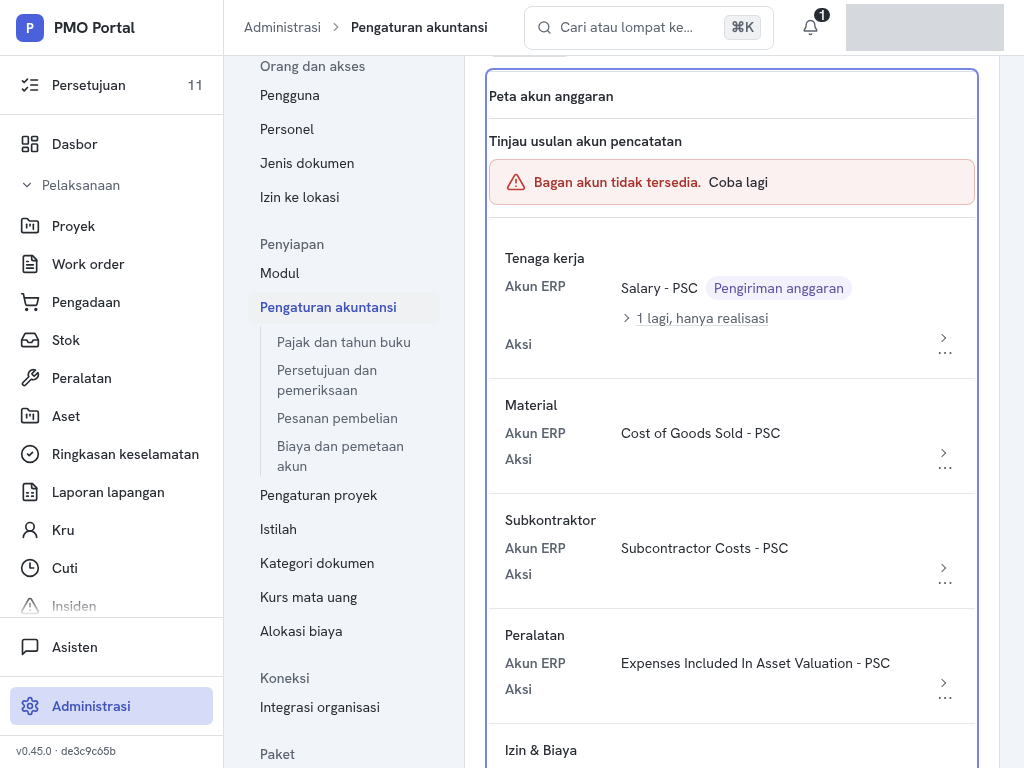 P PMO Portal
Administrasi > Pengaturan akuntansi
Cari atau lompat ke… ⌘K
1
Persetujuan 11
Dasbor
Pelaksanaan
Proyek
Work order
Pengadaan
Stok
Peralatan
Aset
Ringkasan keselamatan
Laporan lapangan
Kru
Cuti
Insiden
Asisten
Administrasi
v0.45.0 · de3c9c65b
Orang dan akses
Pengguna
Personel
Jenis dokumen
Izin ke lokasi
Penyiapan
Modul
Pengaturan akuntansi
Pajak dan tahun buku
Persetujuan dan
pemeriksaan
Pesanan pembelian
Biaya dan pemetaan
akun
Pengaturan proyek
Istilah
Kategori dokumen
Kurs mata uang
Alokasi biaya
Koneksi
Integrasi organisasi
Paket
Peta akun anggaran
Tinjau usulan akun pencatatan
Bagan akun tidak tersedia. Coba lagi
Tenaga kerja
Akun ERP Salary - PSC Pengiriman anggaran
> 1 lagi, hanya realisasi
Aksi > ...
Material
Akun ERP Cost of Goods Sold - PSC
Aksi > ...
Subkontraktor
Akun ERP Subcontractor Costs - PSC
Aksi > ...
Peralatan
Akun ERP Expenses Included In Asset Valuation - PSC
Aksi > ...
Izin & Biaya